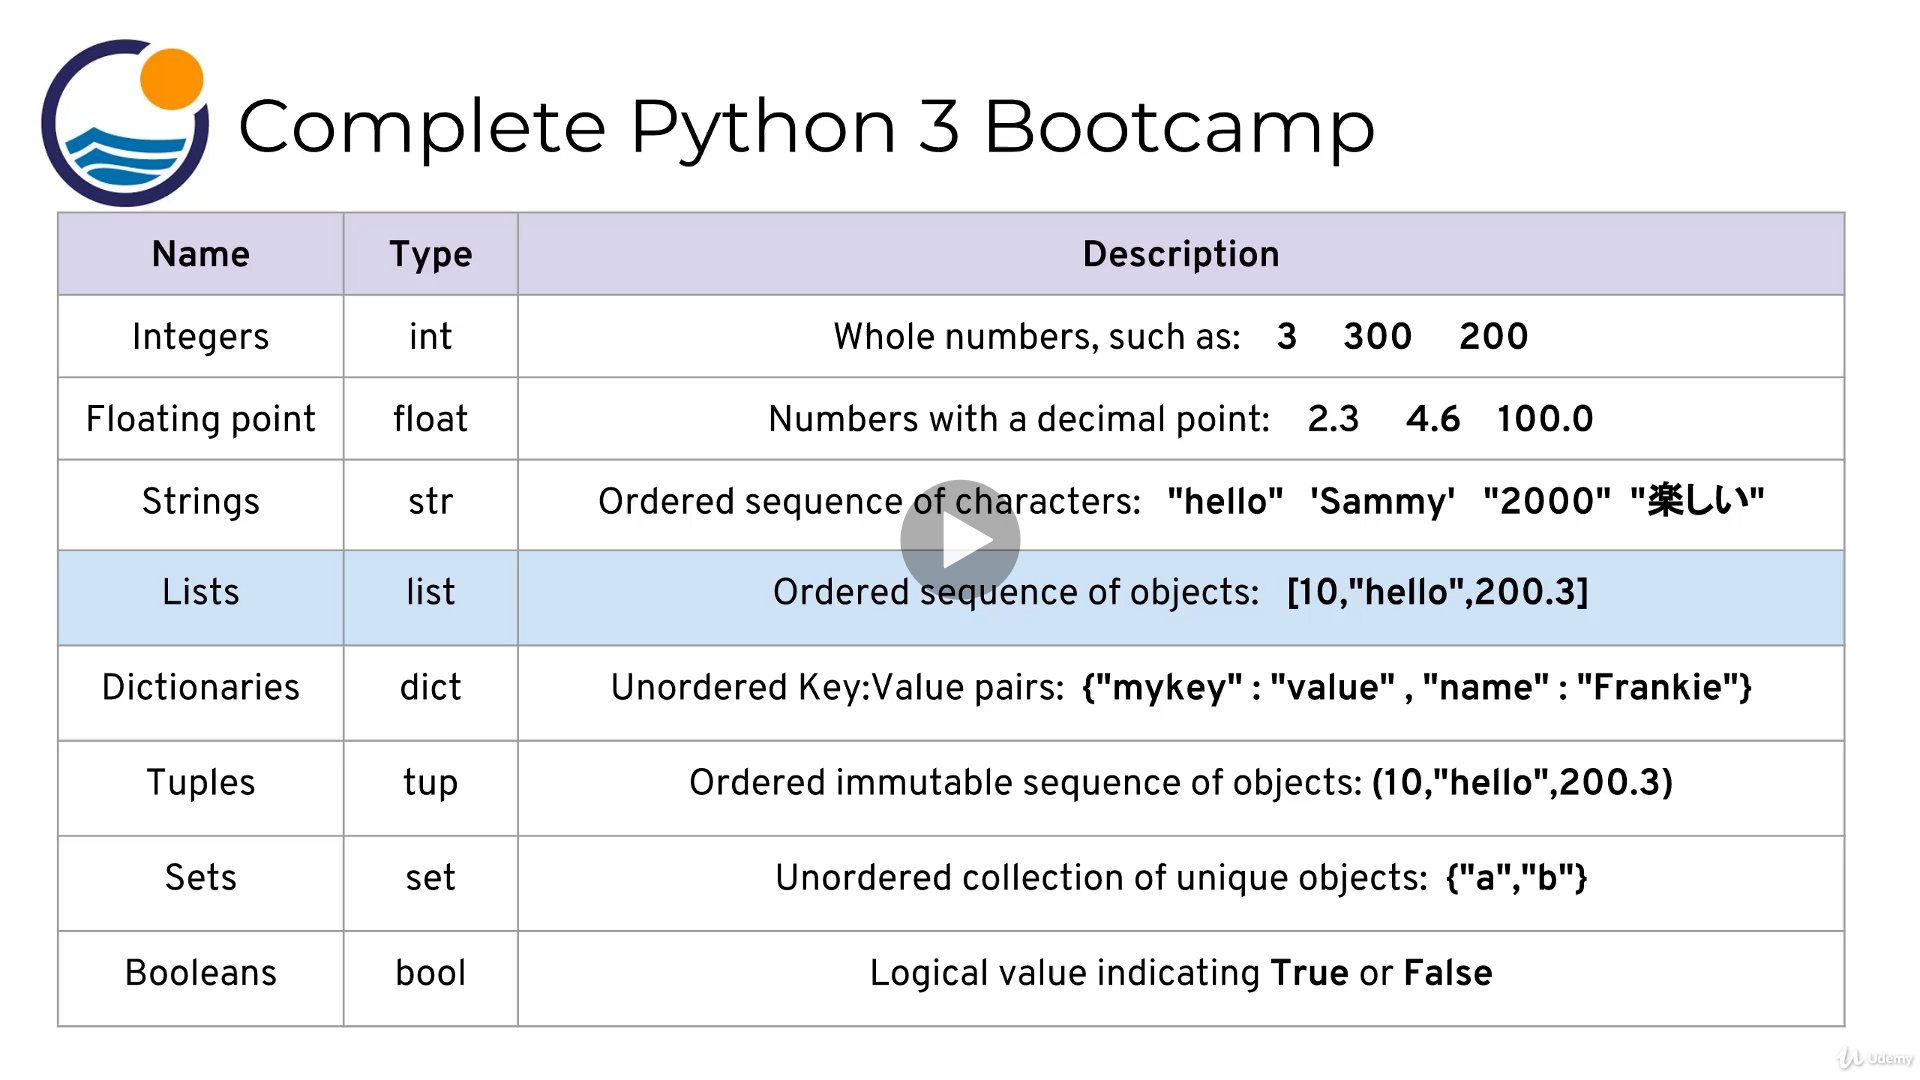 Complete Python 3 Bootcamp
Name Type Description
Integers int Whole numbers, such as: 3 300 200
Floating point float Numbers with a decimal point: 2.3 4.6 100.0
Strings str Ordered sequence of characters: "hello" 'Sammy' "2000" "楽しい"
Lists list Ordered sequence of objects: [10,"hello",200.3]
Dictionaries dict Unordered Key:Value pairs: {"mykey" : "value" , "name" : "Frankie"}
Tuples tup Ordered immutable sequence of objects: (10,"hello",200.3)
Sets set Unordered collection of unique objects: {"a","b"}
Booleans bool Logical value indicating True or False
Udemy